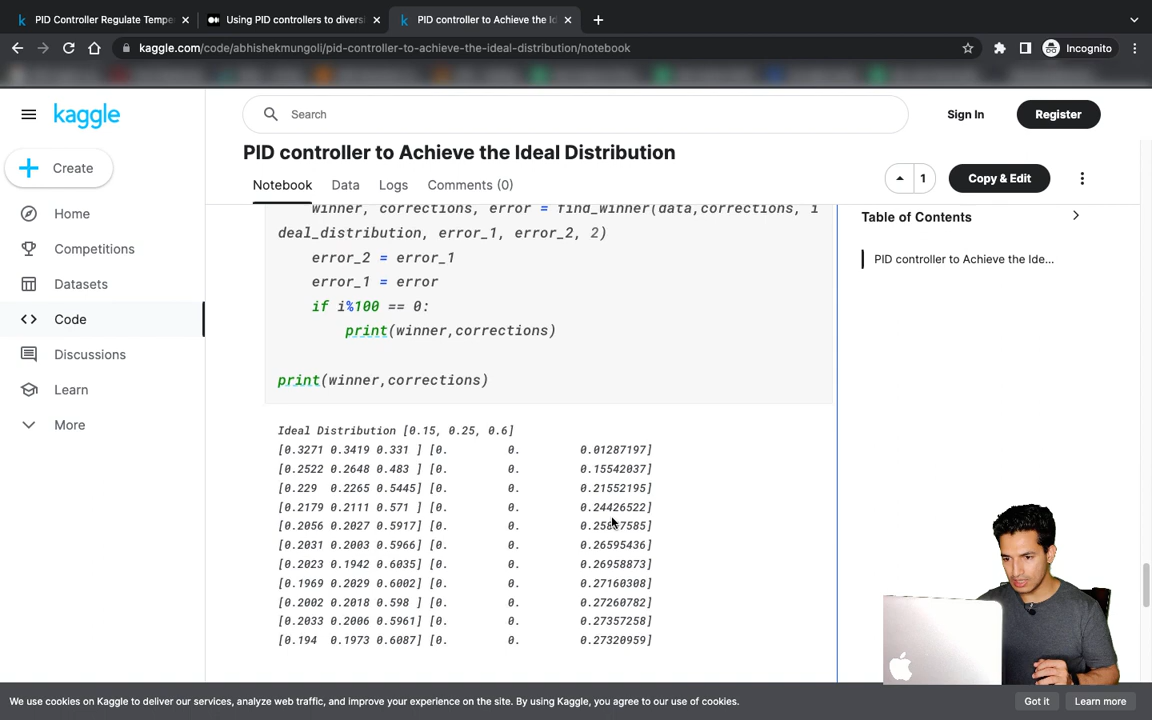 PID Controller Regulate Tempe
Using PID controllers to diversi
PID controller to Achieve the Id
kaggle.com/code/abhishekmungoli/pid-controller-to-achieve-the-ideal-distribution/notebook
Incognito
kaggle
Search
Sign In
Register
Create
PID controller to Achieve the Ideal Distribution
Notebook
Data
Logs
Comments (0)
1
Copy & Edit
Home
Competitions
Datasets
Code
Discussions
Learn
More
winner, corrections, error = find_winner(data,corrections, i
deal_distribution, error_1, error_2, 2)
error_2 = error_1
error_1 = error
if i%100 == 0:
print(winner,corrections)
print(winner,corrections)
Ideal Distribution [0.15, 0.25, 0.6]
[0.3271 0.3419 0.331 ] [0. 0. 0.01287197]
[0.2522 0.2648 0.483 ] [0. 0. 0.15542037]
[0.229 0.2265 0.5445] [0. 0. 0.21552195]
[0.2179 0.2111 0.571 ] [0. 0. 0.24426522]
[0.2056 0.2027 0.5917] [0. 0.
[0.2031 0.2003 0.5966] [0. 0. 0.26595436]
[0.2023 0.1942 0.6035] [0. 0. 0.26958873]
[0.1969 0.2029 0.6002] [0. 0. 0.27160308]
[0.2002 0.2018 0.598 ] [0. 0. 0.27260782]
[0.2033 0.2006 0.5961] [0. 0. 0.27357258]
[0.194 0.1973 0.6087] [0. 0. 0.27320959]
Table of Contents
PID controller to Achieve the Ide...
We use cookies on Kaggle to deliver our services, analyze web traffic, and improve your experience on the site. By using Kaggle, you agree to our use of cookies.
Got it
Learn more